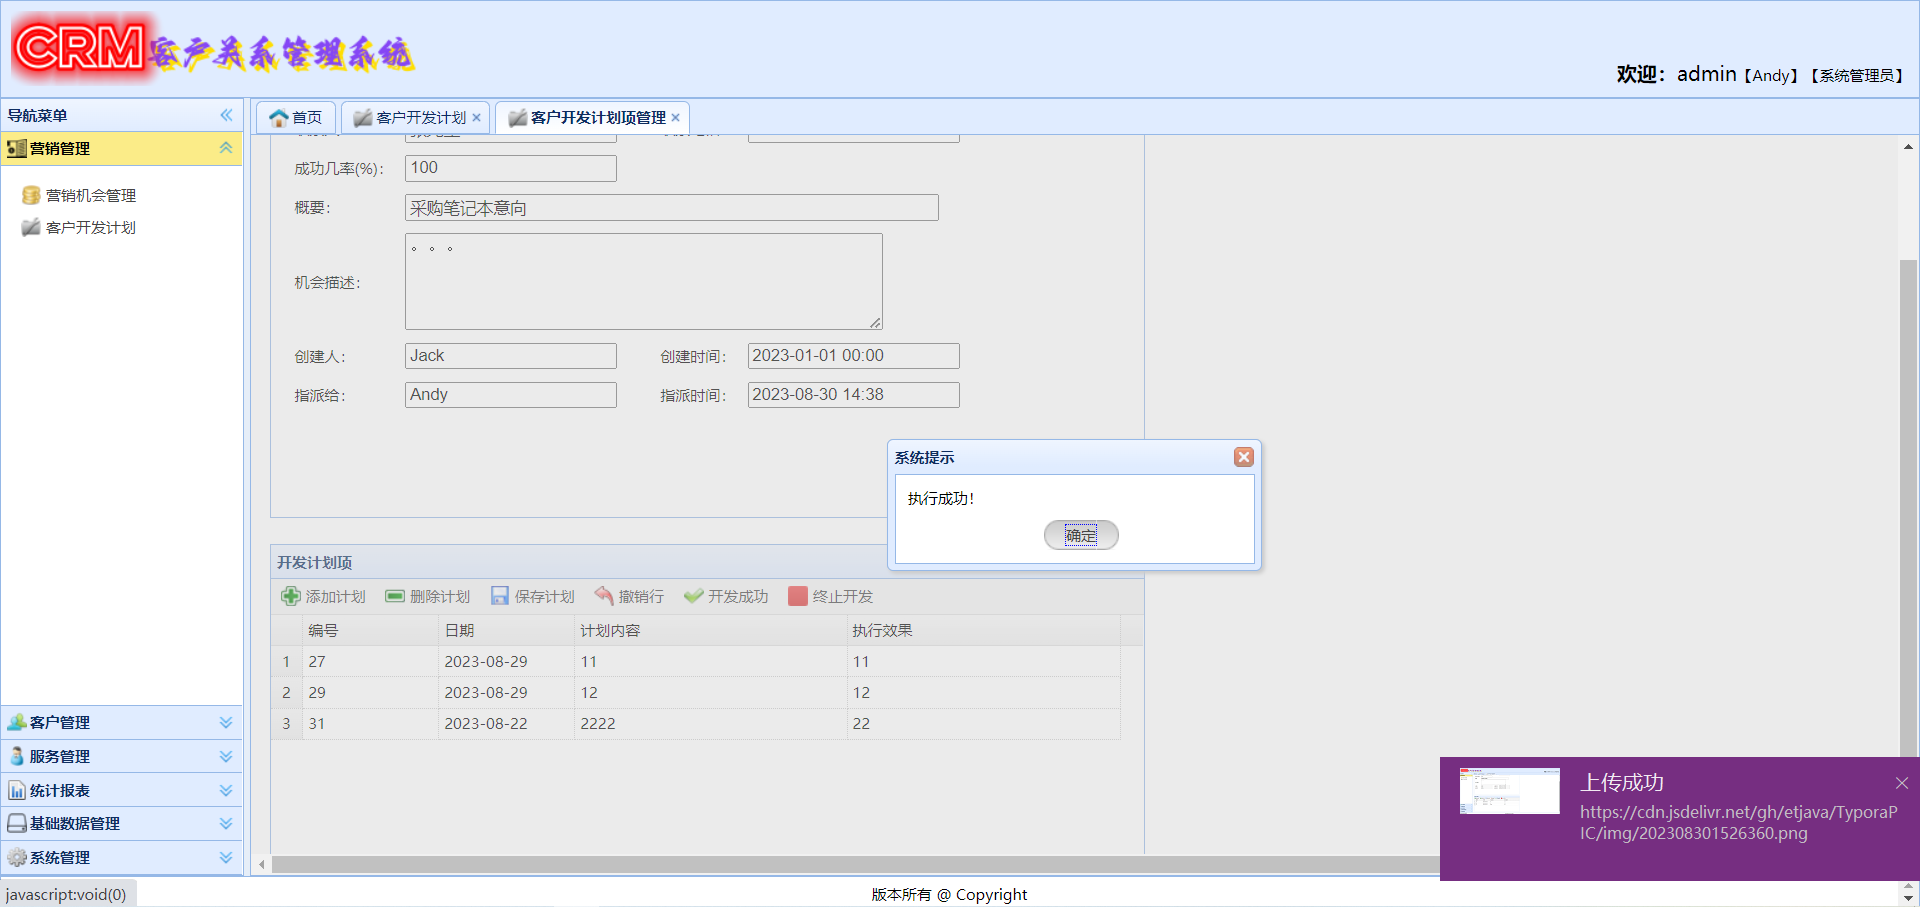 CRM客户关系管理系统
欢迎：admin【Andy】【系统管理员】
导航菜单
首页
客户开发计划
客户开发计划项管理
营销管理
营销机会管理
客户开发计划
成功几率(%)：
100
概要：
采购笔记本意向
机会描述：
。。。
创建人：
Jack
创建时间：
2023-01-01 00:00
指派给：
Andy
指派时间：
2023-08-30 14:38
系统提示
执行成功！
确定
开发计划项
添加计划 删除计划 保存计划 撤销行 开发成功 终止开发
编号 日期 计划内容 执行效果
1 27 2023-08-29 11 11
2 29 2023-08-29 12 12
3 31 2023-08-22 2222 22
客户管理
服务管理
统计报表
基础数据管理
系统管理
上传成功
https://cdn.jsdelivr.net/gh/etjava/TyporaP
IC/img/202308301526360.png
javascript:void(0)
版本所有 @ Copyright